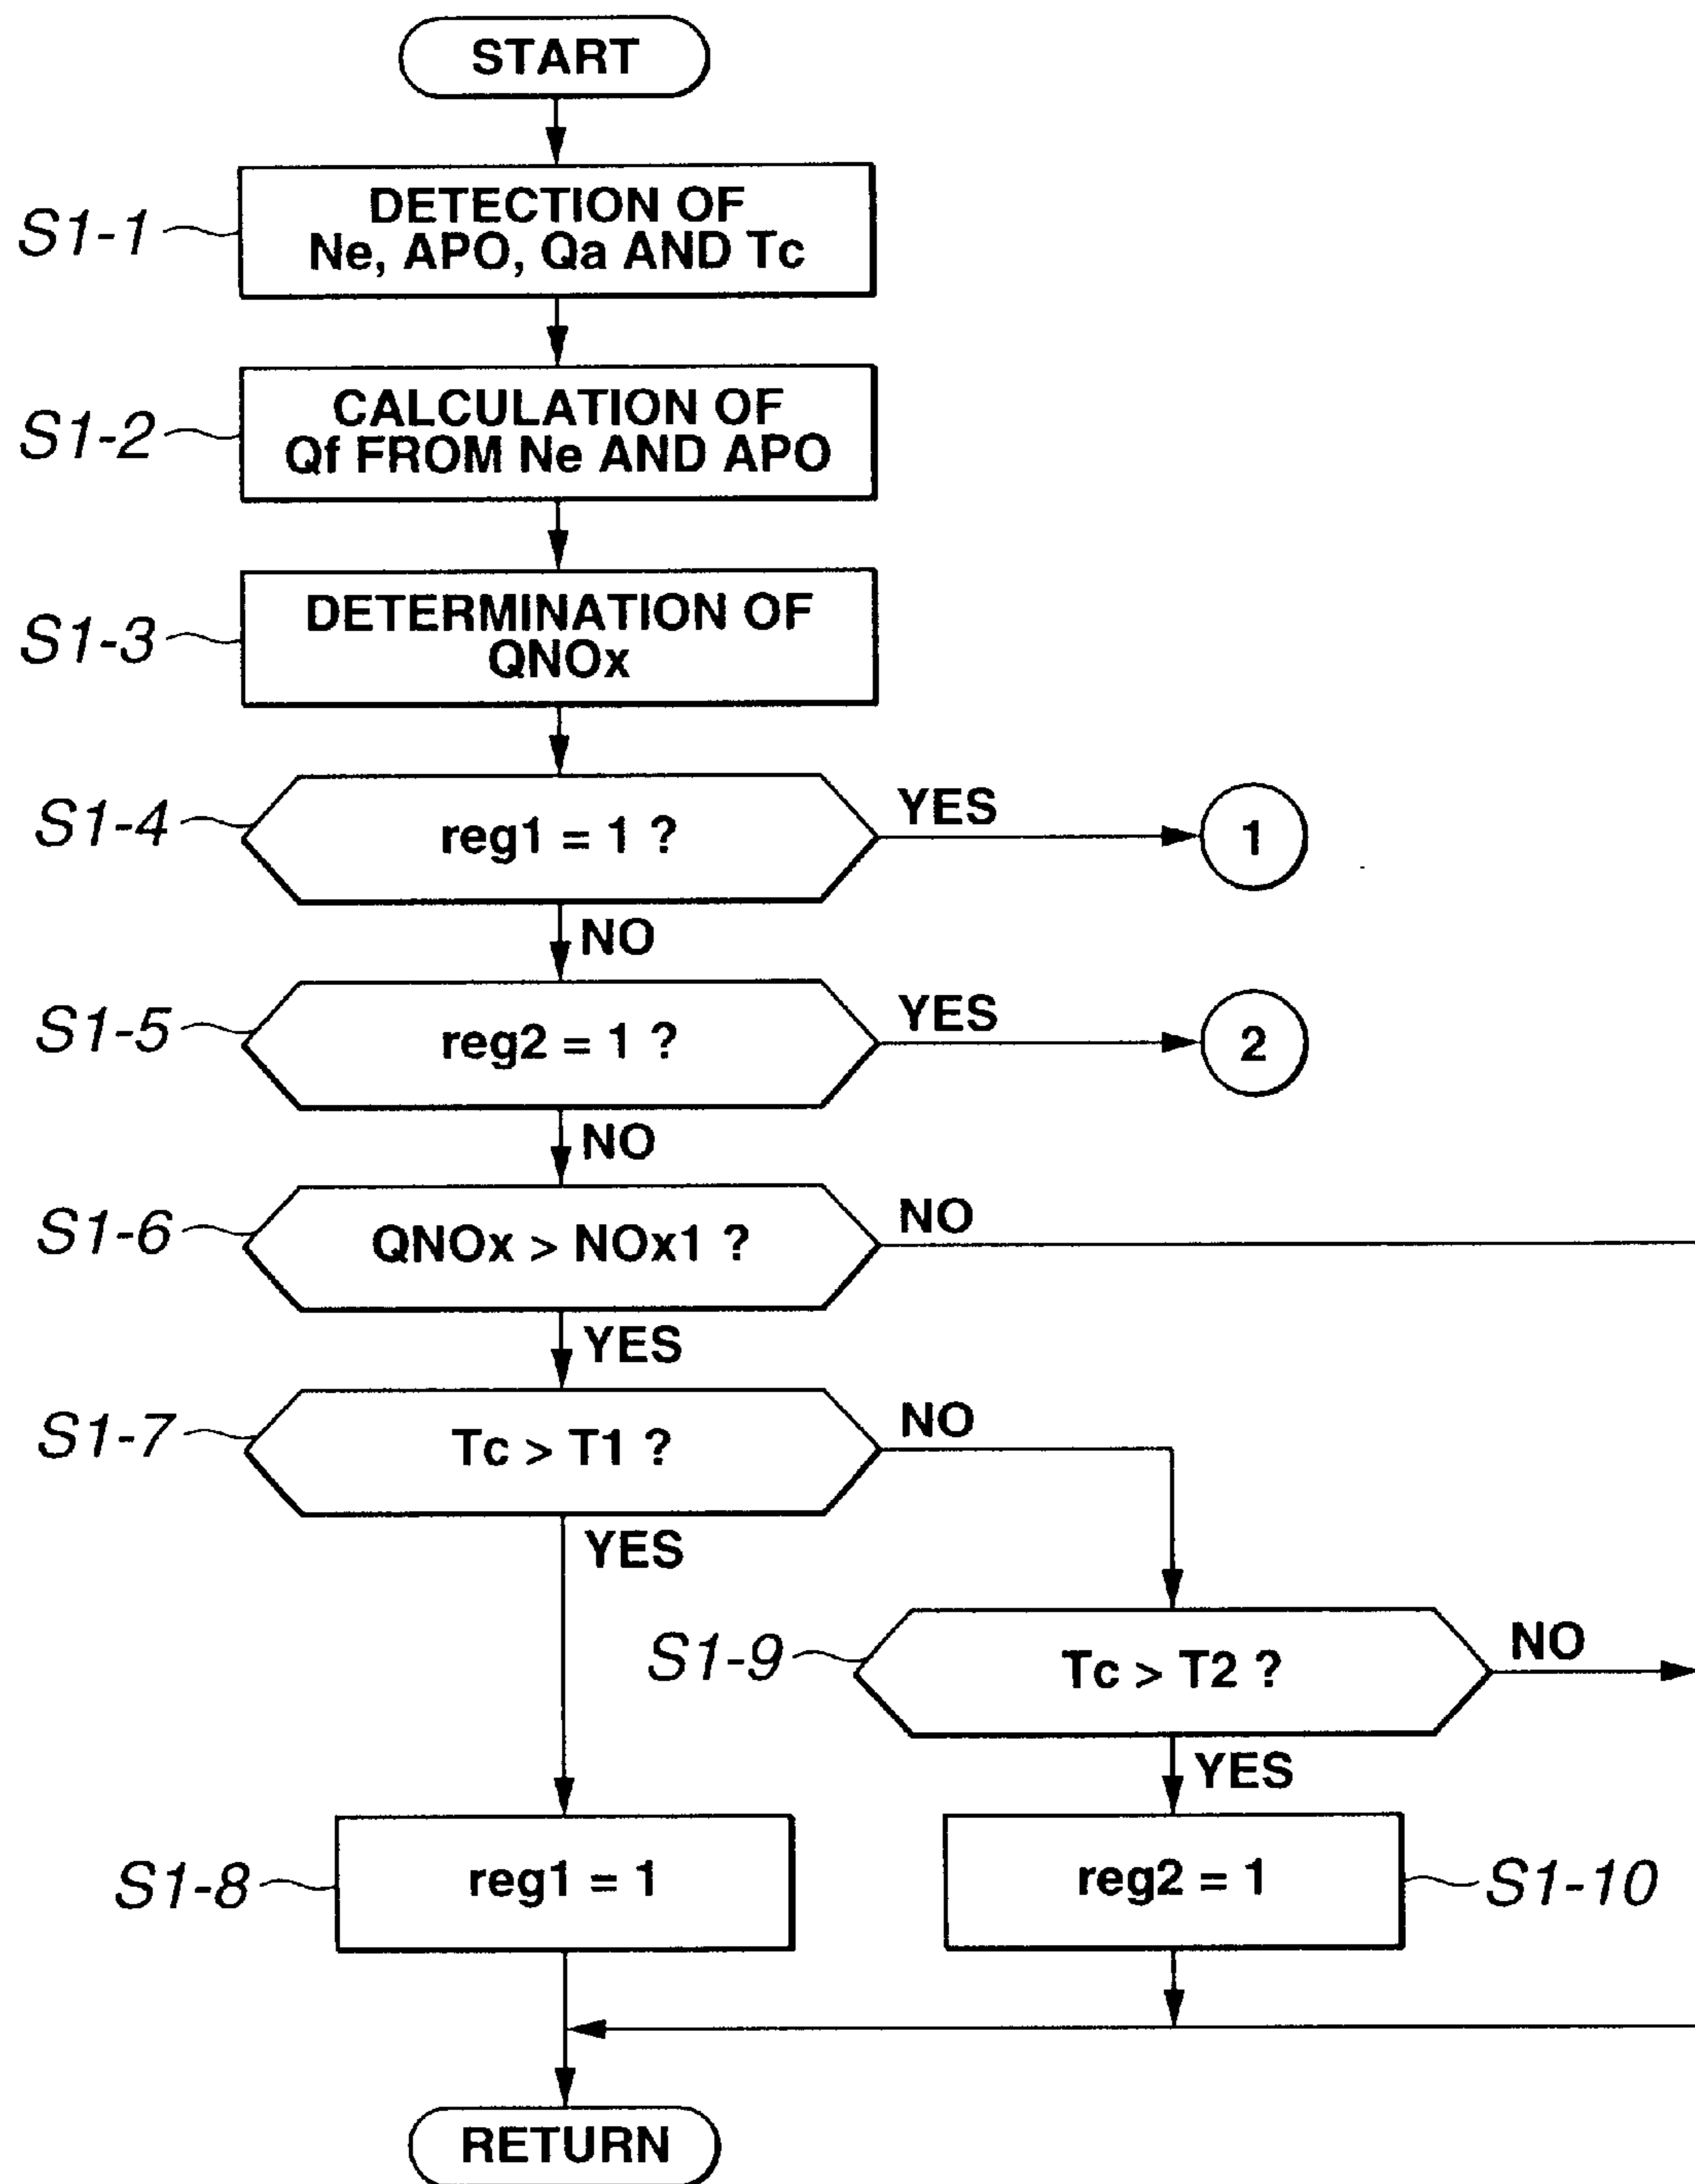 START
S1-1
DETECTION OF
Ne, APO, Qa AND Tc
S1-2
CALCULATION OF
Qf FROM Ne AND APO
S1-3
DETERMINATION OF
QNOx
S1-4
reg1 = 1 ?
YES
1
NO
S1-5
reg2 = 1 ?
YES
2
NO
S1-6
QNOx > NOx1 ?
NO
YES
S1-7
Tc > T1 ?
NO
YES
S1-9
Tc > T2 ?
NO
YES
S1-8
reg1 = 1
reg2 = 1
S1-10
RETURN